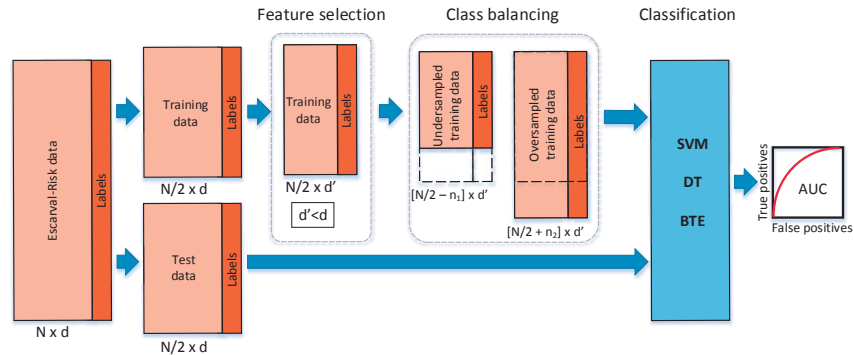 Feature selection
Class balancing
Classification
Escarval-Risk data
Labels
N x d
Training
data
Labels
N/2 x d
Test
data
Labels
N/2 x d
Training
data
Labels
N/2 x d’
d’<d
Undersampled
training data
Labels
[N/2 – n₁] x d’
Oversampled
training data
Labels
[N/2 + n₂] x d’
SVM
DT
BTE
True positives
AUC
False positives